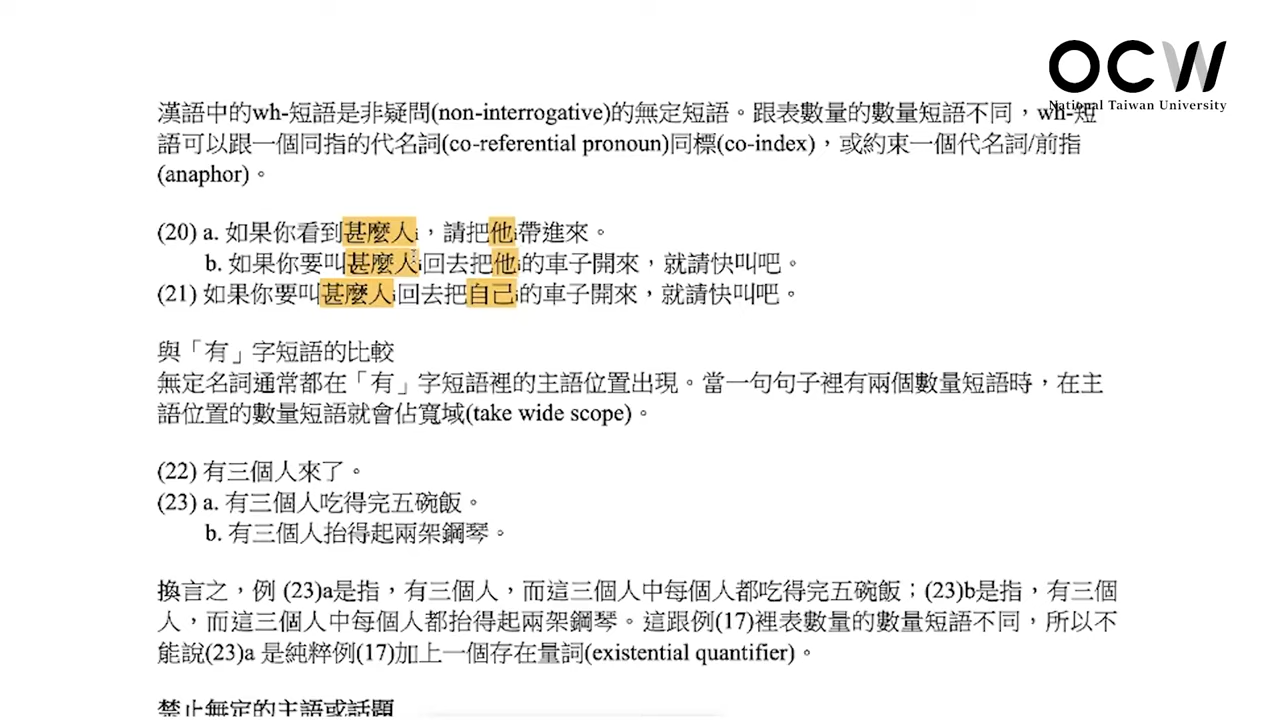 OCW
National Taiwan University
漢語中的wh-短語是非疑問(non-interrogative)的無定短語。跟表數量的數量短語不同，wh-短
語可以跟一個同指的代名詞(co-referential pronoun)同標(co-index)，或約束一個代名詞/前指
(anaphor)。
(20) a. 如果你看到甚麼人i，請把他i帶進來。
b. 如果你要叫甚麼人i回去把他i的車子開來，就請快叫吧。
(21) 如果你要叫甚麼人i回去把自己i的車子開來，就請快叫吧。
與「有」字短語的比較
無定名詞通常都在「有」字短語裡的主語位置出現。當一句句子裡有兩個數量短語時，在主
語位置的數量短語就會佔寬域(take wide scope)。
(22) 有三個人來了。
(23) a. 有三個人吃得完五碗飯。
b. 有三個人抬得起兩架鋼琴。
換言之，例 (23)a是指，有三個人，而這三個人中每個人都吃得完五碗飯；(23)b是指，有三個
人，而這三個人中每個人都抬得起兩架鋼琴。這跟例(17)裡表數量的數量短語不同，所以不
能說(23)a 是純粹例(17)加上一個存在量詞(existential quantifier)。
禁止無定的主語或話題